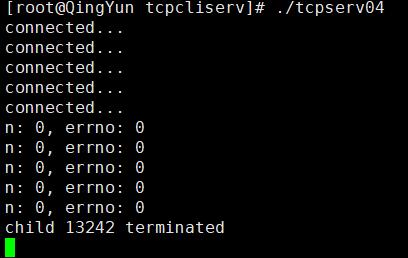 [root@QingYun tcpcliserv]# ./tcpserv04
connected...
connected...
connected...
connected...
connected...
n: 0, errno: 0
n: 0, errno: 0
n: 0, errno: 0
n: 0, errno: 0
n: 0, errno: 0
child 13242 terminated